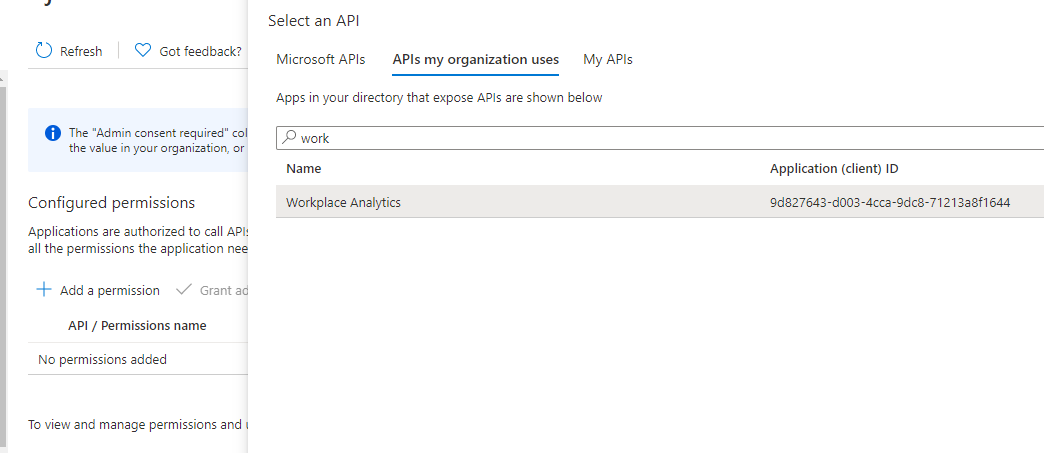 Refresh
Got feedback?
The "Admin consent required" col
the value in your organization, or
Configured permissions
Applications are authorized to call APIs
all the permissions the application nee
Add a permission
Grant ad
API / Permissions name
No permissions added
To view and manage permissions and u
Select an API
Microsoft APIs
APIs my organization uses
My APIs
Apps in your directory that expose APIs are shown below
work
Name
Application (client) ID
Workplace Analytics
9d827643-d003-4cca-9dc8-71213a8f1644